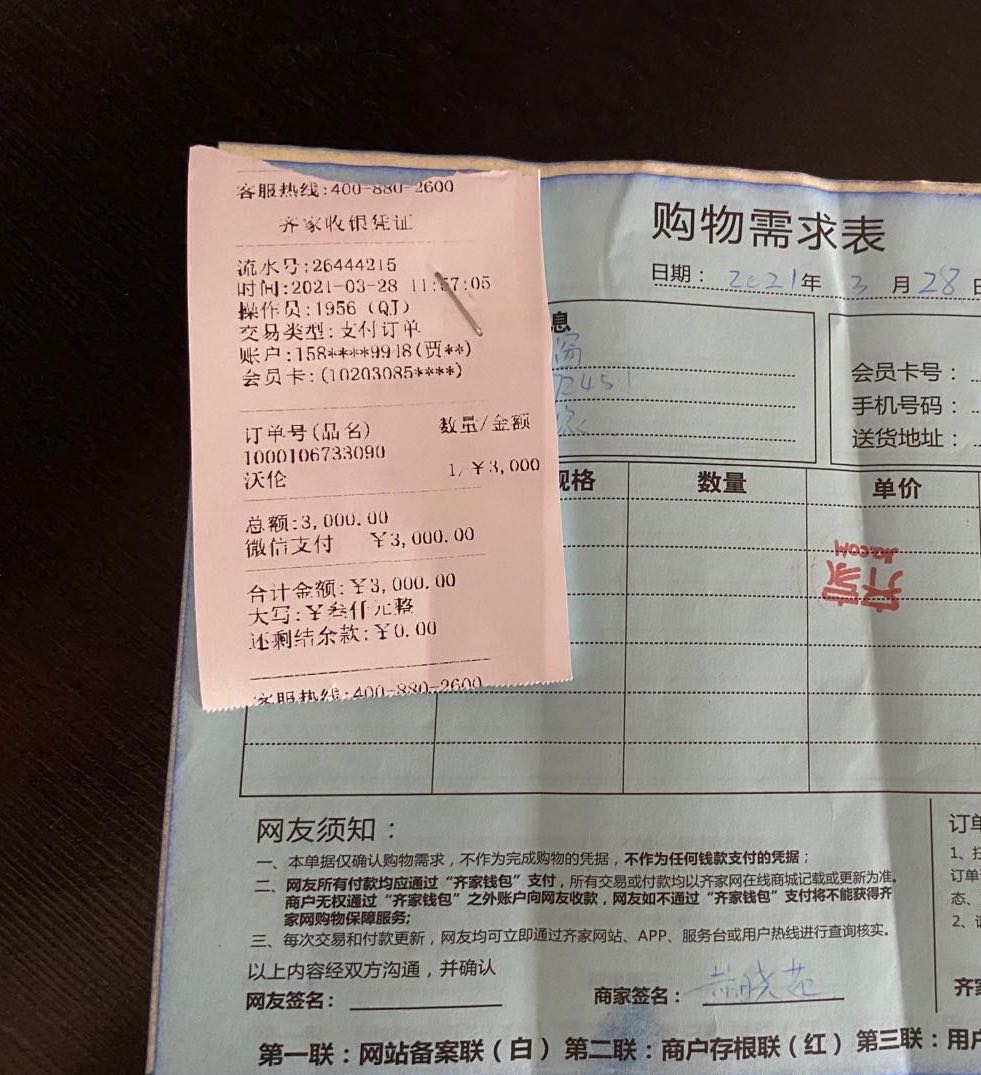 客服热线:400-880-2600
齐家收银凭证
流水号:26444215
时间:2021-03-28 11:57:05
操作员:1956 (QJ)
交易类型:支付订单
账户:158****9948(贾**)
会员卡:(10203085****)
订单号(品名) 数量/金额
1000106733090
沃伦 1/ ￥3,000
总额:3,000.00
微信支付 ￥3,000.00
合计金额:￥3,000.00
大写:￥叁仟元整
还剩结余款:￥0.00
客服热线:400-880-2600
购物需求表
日期：2021年3月28日
息
会员卡号：
手机号码：
送货地址：
规格 数量 单价
齐家
JIA.COM
网友须知：
一、本单据仅确认购物需求，不作为完成购物的凭据，不作为任何钱款支付的凭据；
二、网友所有付款均应通过“齐家钱包”支付，所有交易或付款均以齐家网在线商城记载或更新为准。
商户无权通过“齐家钱包”之外账户向网友收款，网友如不通过“齐家钱包”支付将不能获得齐
家网购物保障服务;
三、每次交易和付款更新，网友均可立即通过齐家网站、APP、服务台或用户热线进行查询核实。
以上内容经双方沟通，并确认
网友签名： 商家签名：
订单
1、扫
订单
态、
2、
齐家
第一联：网站备案联（白）第二联：商户存根联（红）第三联：用户